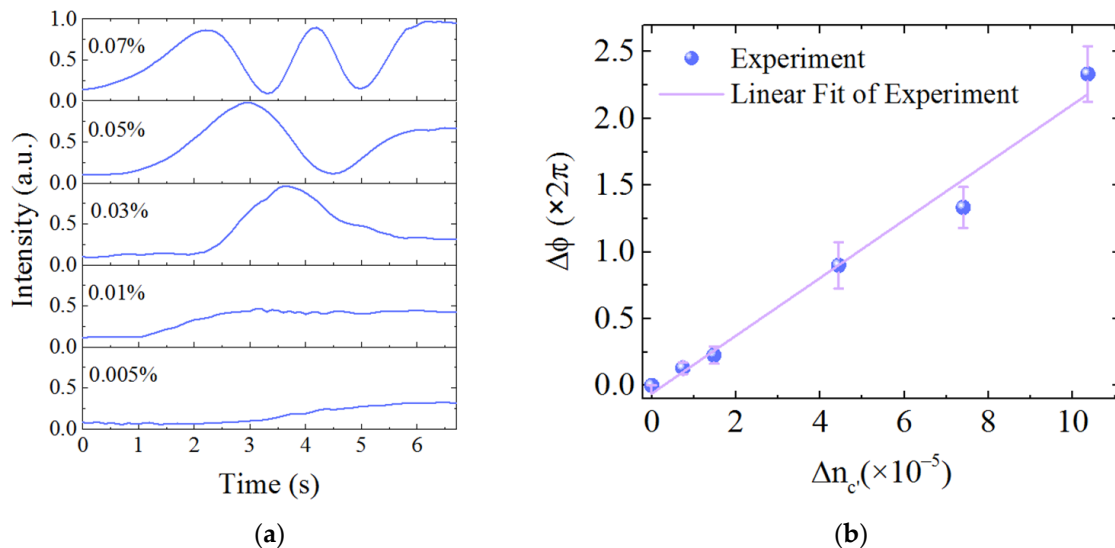 1.0
0.07%
0.5
0.0
0.05%
0.5
0.0
0.03%
0.5
0.0
0.01%
0.5
0.0
0.005%
0.5
0.0
0 1 2 3 4 5 6
Intensity (a.u.)
Time (s)
(a)
2.5
2.0
1.5
1.0
0.5
0.0
Experiment
Linear Fit of Experiment
Δϕ (×2π)
0 2 4 6 8 10
Δn_c'(×10⁻⁵)
(b)